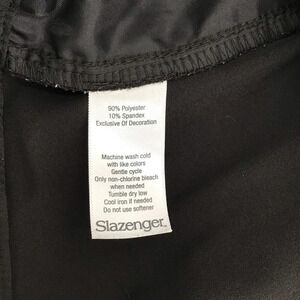 90% Polyester
10% Spandex
Exclusive Of Decoration
Machine wash cold
with like colors
Gentle cycle
Only non-chlorine bleach
when needed
Tumble dry low
Cool iron if needed
Do not use softener
Slazenger